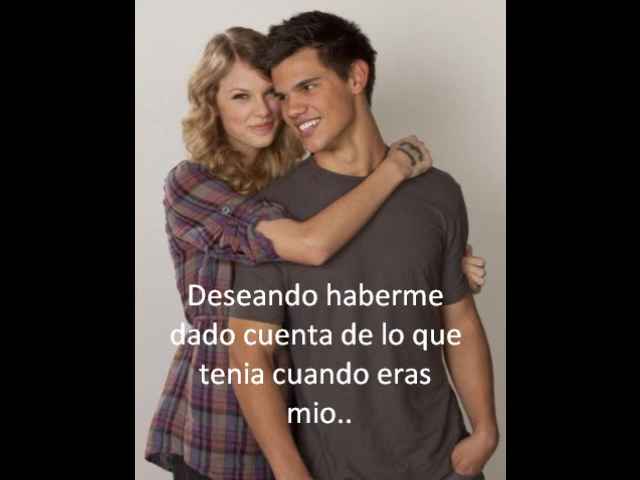 Deseando haberme
dado cuenta de lo que
tenia cuando eras
mio..